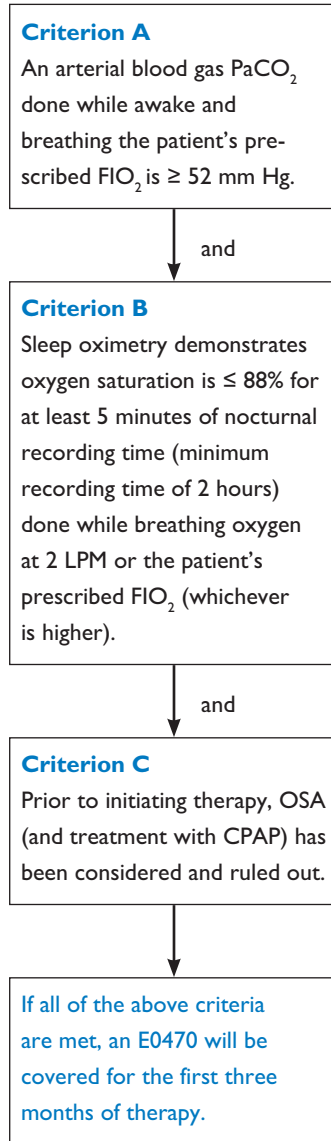 Criterion A
An arterial blood gas PaCO₂
done while awake and
breathing the patient's pre-
scribed FIO₂ is ≥ 52 mm Hg.
and
Criterion B
Sleep oximetry demonstrates
oxygen saturation is ≤ 88% for
at least 5 minutes of nocturnal
recording time (minimum
recording time of 2 hours)
done while breathing oxygen
at 2 LPM or the patient's
prescribed FIO₂ (whichever
is higher).
and
Criterion C
Prior to initiating therapy, OSA
(and treatment with CPAP) has
been considered and ruled out.
If all of the above criteria
are met, an E0470 will be
covered for the first three
months of therapy.